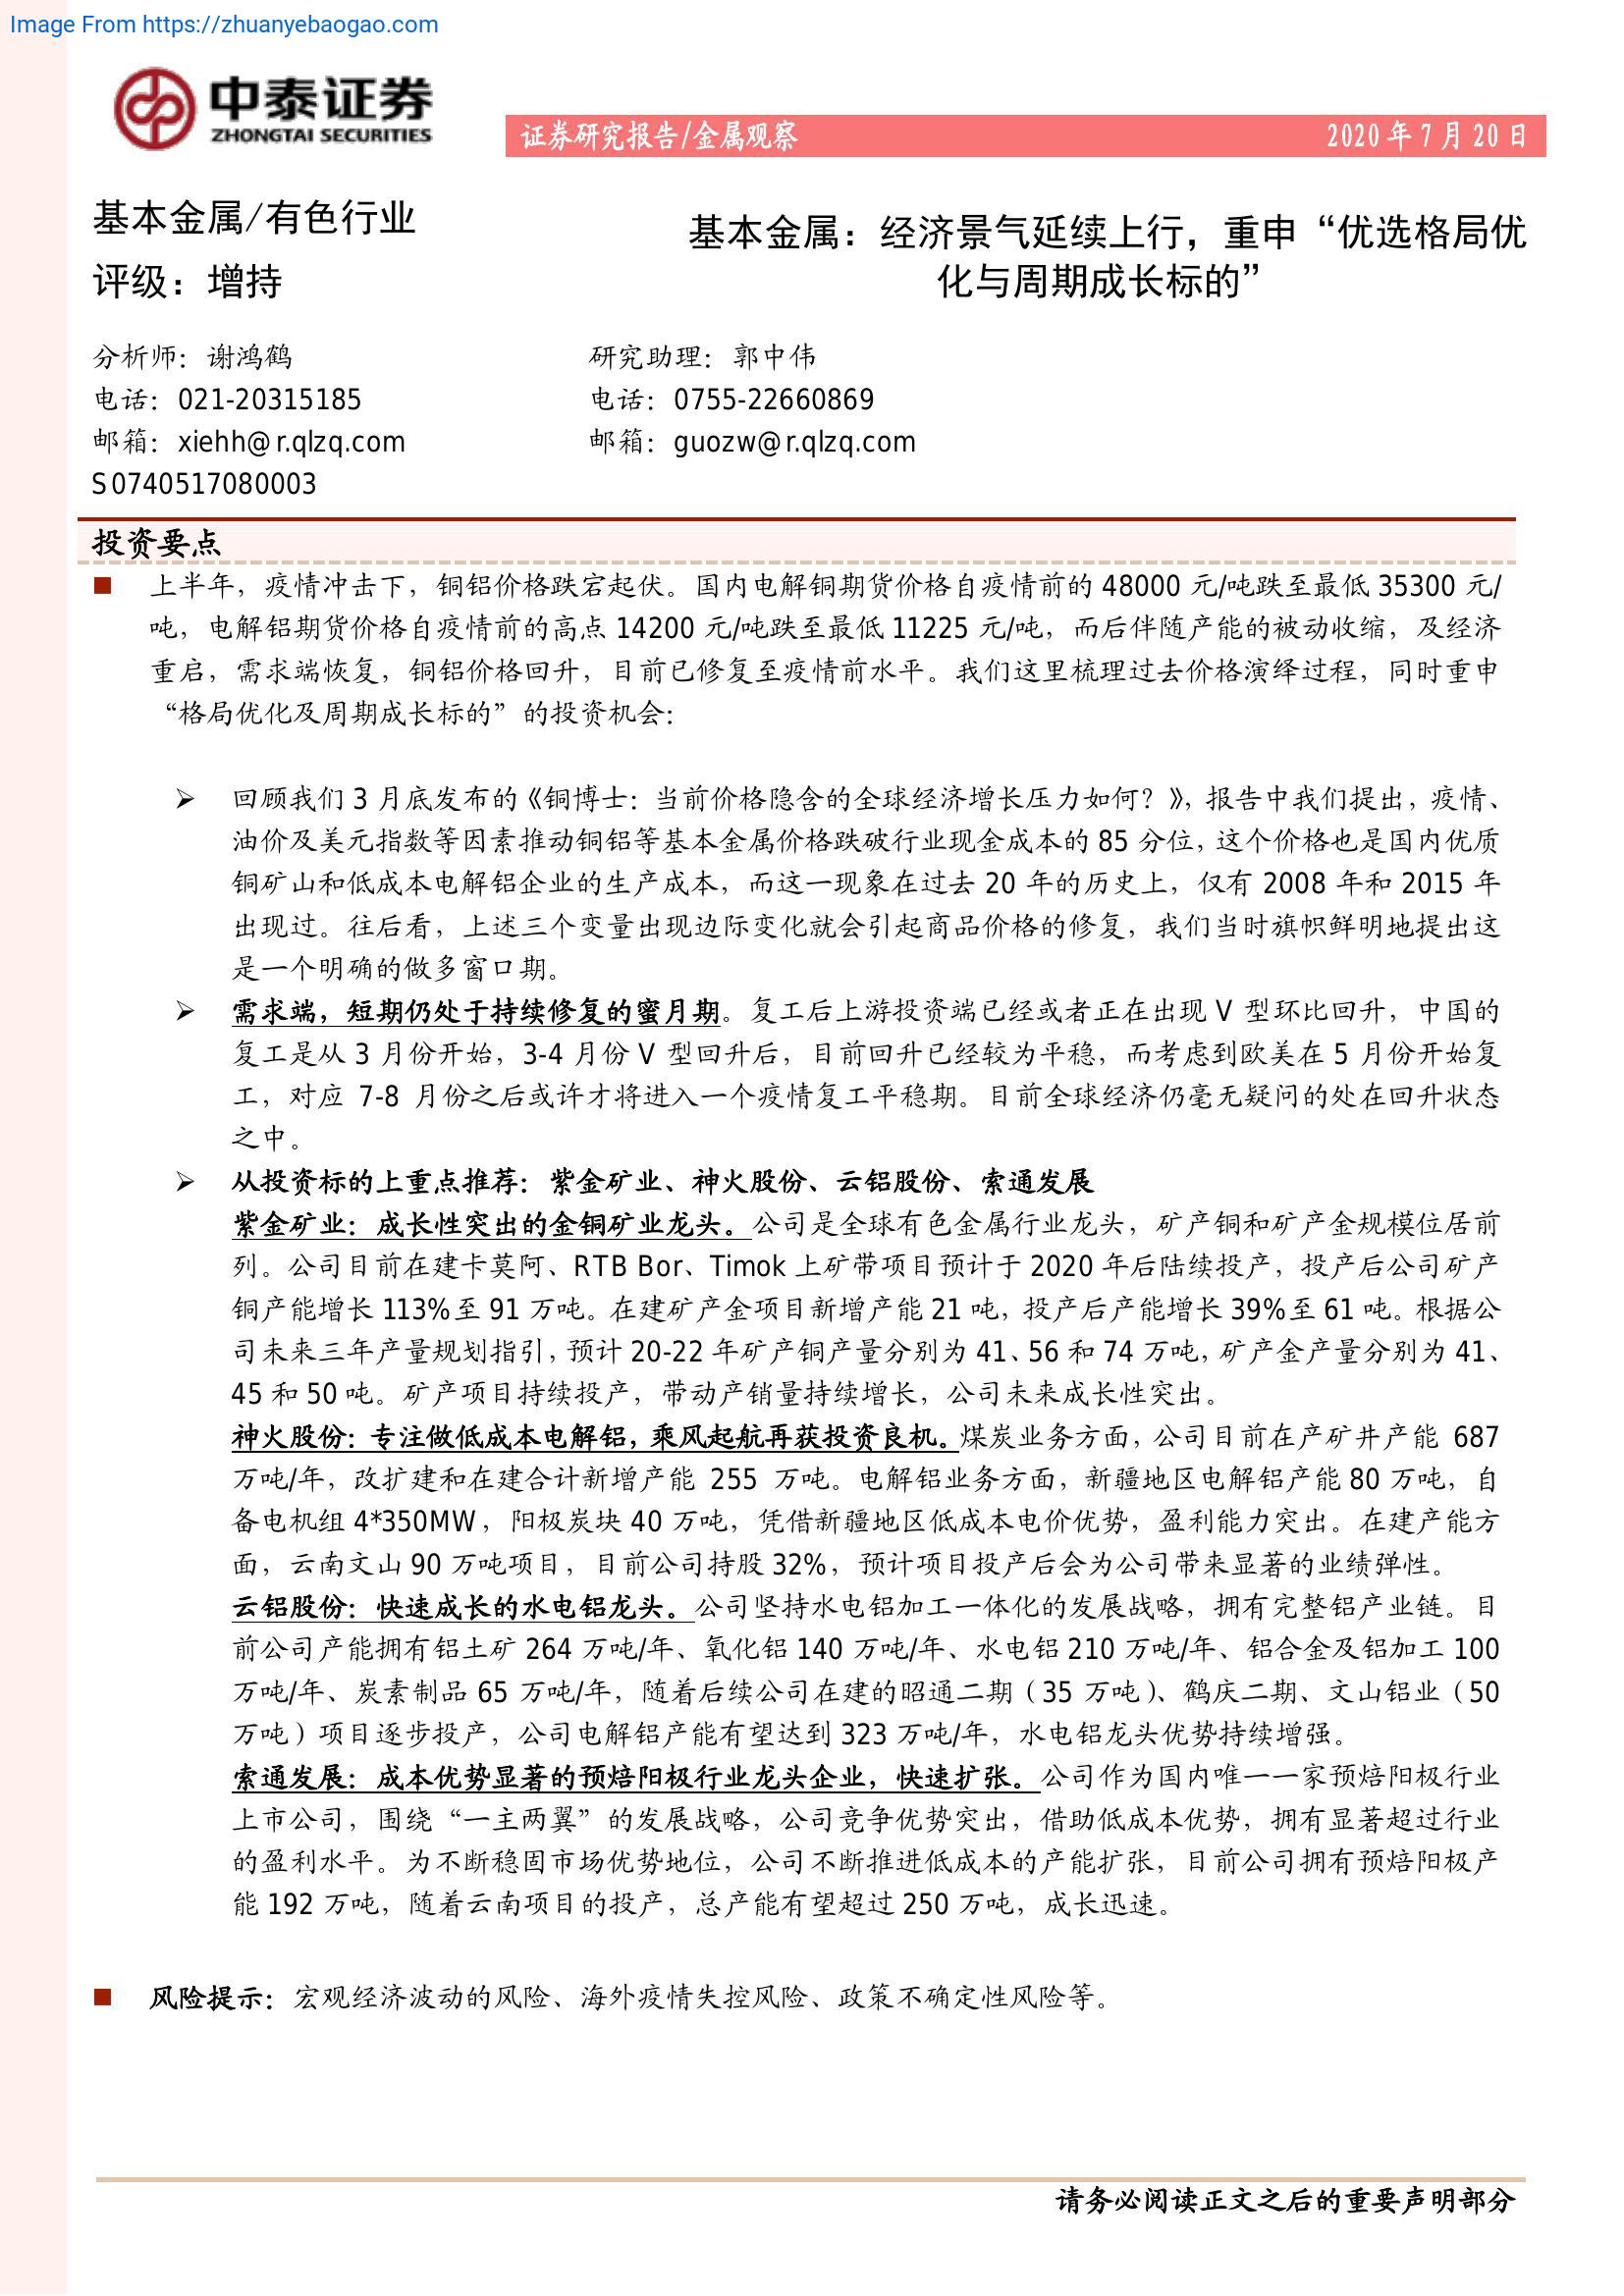 Image From https://zhuanyebaogao.com
中泰证券
ZHONGTAI SECURITIES
证券研究报告/金属观察
2020 年 7 月 20 日
基本金属/有色行业
评级：增持
基本金属：经济景气延续上行，重申“优选格局优
化与周期成长标的”
分析师：谢鸿鹤
电话：021-20315185
邮箱：xiehh@r.qlzq.com
S0740517080003
研究助理：郭中伟
电话：0755-22660869
邮箱：guozw@r.qlzq.com
投资要点
■ 上半年，疫情冲击下，铜铝价格跌宕起伏。国内电解铜期货价格自疫情前的 48000 元/吨跌至最低 35300 元/
吨，电解铝期货价格自疫情前的高点 14200 元/吨跌至最低 11225 元/吨，而后伴随产能的被动收缩，及经济
重启，需求端恢复，铜铝价格回升，目前已修复至疫情前水平。我们这里梳理过去价格演绎过程，同时重申
“格局优化及周期成长标的”的投资机会：
➢ 回顾我们 3 月底发布的《铜博士：当前价格隐含的全球经济增长压力如何？》，报告中我们提出，疫情、
油价及美元指数等因素推动铜铝等基本金属价格跌破行业现金成本的 85 分位，这个价格也是国内优质
铜矿山和低成本电解铝企业的生产成本，而这一现象在过去 20 年的历史上，仅有 2008 年和 2015 年
出现过。往后看，上述三个变量出现边际变化就会引起商品价格的修复，我们当时旗帜鲜明地提出这
是一个明确的做多窗口期。
➢ 需求端，短期仍处于持续修复的蜜月期。复工后上游投资端已经或者正在出现 V 型环比回升，中国的
复工是从 3 月份开始，3-4 月份 V 型回升后，目前回升已经较为平稳，而考虑到欧美在 5 月份开始复
工，对应 7-8 月份之后或许才将进入一个疫情复工平稳期。目前全球经济仍毫无疑问的处在回升状态
之中。
➢ 从投资标的上重点推荐：紫金矿业、神火股份、云铝股份、索通发展
紫金矿业：成长性突出的金铜矿业龙头。公司是全球有色金属行业龙头，矿产铜和矿产金规模位居前
列。公司目前在建卡莫阿、RTB Bor、Timok 上矿带项目预计于 2020 年后陆续投产，投产后公司矿产
铜产能增长 113%至 91 万吨。在建矿产金项目新增产能 21 吨，投产后产能增长 39%至 61 吨。根据公
司未来三年产量规划指引，预计 20-22 年矿产铜产量分别为 41、56 和 74 万吨，矿产金产量分别为 41、
45 和 50 吨。矿产项目持续投产，带动产销量持续增长，公司未来成长性突出。
神火股份：专注做低成本电解铝，乘风起航再获投资良机。煤炭业务方面，公司目前在产矿井产能 687
万吨/年，改扩建和在建合计新增产能 255 万吨。电解铝业务方面，新疆地区电解铝产能 80 万吨，自
备电机组 4*350MW，阳极炭块 40 万吨，凭借新疆地区低成本电价优势，盈利能力突出。在建产能方
面，云南文山 90 万吨项目，目前公司持股 32%，预计项目投产后会为公司带来显著的业绩弹性。
云铝股份：快速成长的水电铝龙头。公司坚持水电铝加工一体化的发展战略，拥有完整铝产业链。目
前公司产能拥有铝土矿 264 万吨/年、氧化铝 140 万吨/年、水电铝 210 万吨/年、铝合金及铝加工 100
万吨/年、炭素制品 65 万吨/年，随着后续公司在建的昭通二期（35 万吨）、鹤庆二期、文山铝业（50
万吨）项目逐步投产，公司电解铝产能有望达到 323 万吨/年，水电铝龙头优势持续增强。
索通发展：成本优势显著的预焙阳极行业龙头企业，快速扩张。公司作为国内唯一一家预焙阳极行业
上市公司，围绕“一主两翼”的发展战略，公司竞争优势突出，借助低成本优势，拥有显著超过行业
的盈利水平。为不断稳固市场优势地位，公司不断推进低成本的产能扩张，目前公司拥有预焙阳极产
能 192 万吨，随着云南项目的投产，总产能有望超过 250 万吨，成长迅速。
■ 风险提示：宏观经济波动的风险、海外疫情失控风险、政策不确定性风险等。
请务必阅读正文之后的重要声明部分